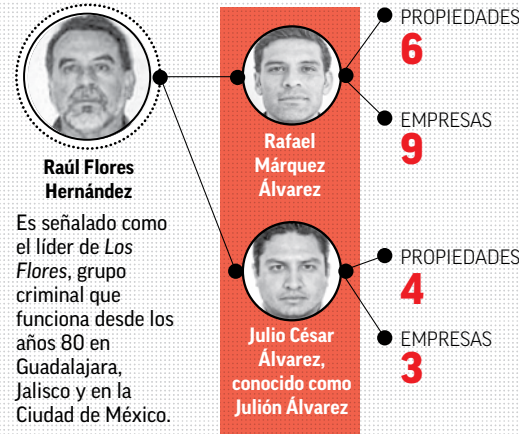 Raúl Flores
Hernández
Es señalado como
el líder de Los
Flores, grupo
criminal que
funciona desde los
años 80 en
Guadalajara,
Jalisco y en la
Ciudad de México.
Rafael
Márquez
Álvarez
PROPIEDADES
6
EMPRESAS
9
Julio César
Álvarez,
conocido como
Julión Álvarez
PROPIEDADES
4
EMPRESAS
3